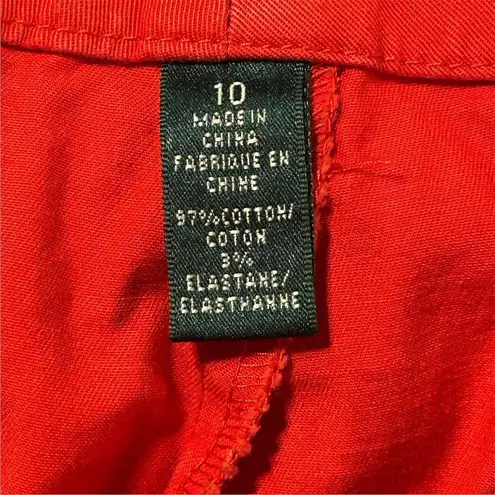 10
MADE IN
CHINA
FABRIQUE EN
CHINE
97%COTTON/
COTON
3%
ELASTANE/
ELASTHANNE